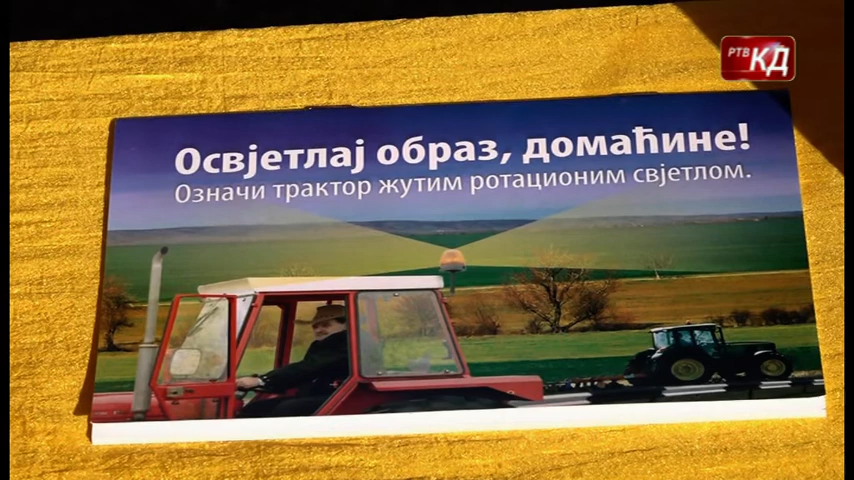 РТВ КД
Освјетлај образ, домаћине!
Означи трактор жутим ротационим свјетлом.